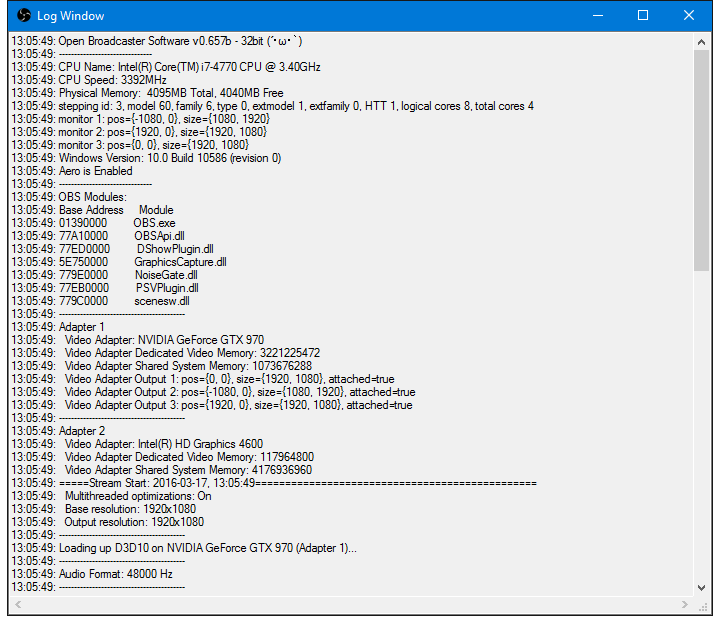 Log Window
13:05:49: Open Broadcaster Software v0.657b - 32bit (´・ω・｀)
13:05:49: -------------------------------
13:05:49: CPU Name: Intel(R) Core(TM) i7-4770 CPU @ 3.40GHz
13:05:49: CPU Speed: 3392MHz
13:05:49: Physical Memory:  4095MB Total, 4040MB Free
13:05:49: stepping id: 3, model 60, family 6, type 0, extmodel 1, extfamily 0, HTT 1, logical cores 8, total cores 4
13:05:49: monitor 1: pos={-1080, 0}, size={1080, 1920}
13:05:49: monitor 2: pos={1920, 0}, size={1920, 1080}
13:05:49: monitor 3: pos={0, 0}, size={1920, 1080}
13:05:49: Windows Version: 10.0 Build 10586 (revision 0)
13:05:49: Aero is Enabled
13:05:49: -------------------------------
13:05:49: OBS Modules:
13:05:49: Base Address     Module
13:05:49: 01390000         OBS.exe
13:05:49: 77A10000         OBSApi.dll
13:05:49: 77ED0000         DShowPlugin.dll
13:05:49: 5E750000         GraphicsCapture.dll
13:05:49: 779E0000         NoiseGate.dll
13:05:49: 77EB0000         PSVPlugin.dll
13:05:49: 779C0000         scenesw.dll
13:05:49: ------------------------------------------
13:05:49: Adapter 1
13:05:49:   Video Adapter: NVIDIA GeForce GTX 970
13:05:49:   Video Adapter Dedicated Video Memory: 3221225472
13:05:49:   Video Adapter Shared System Memory: 1073676288
13:05:49:   Video Adapter Output 1: pos={0, 0}, size={1920, 1080}, attached=true
13:05:49:   Video Adapter Output 2: pos={-1080, 0}, size={1080, 1920}, attached=true
13:05:49:   Video Adapter Output 3: pos={1920, 0}, size={1920, 1080}, attached=true
13:05:49: ------------------------------------------
13:05:49: Adapter 2
13:05:49:   Video Adapter: Intel(R) HD Graphics 4600
13:05:49:   Video Adapter Dedicated Video Memory: 117964800
13:05:49:   Video Adapter Shared System Memory: 4176936960
13:05:49: =====Stream Start: 2016-03-17, 13:05:49===============================================
13:05:49:   Multithreaded optimizations: On
13:05:49:   Base resolution: 1920x1080
13:05:49:   Output resolution: 1920x1080
13:05:49: ------------------------------------------
13:05:49: Loading up D3D10 on NVIDIA GeForce GTX 970 (Adapter 1)...
13:05:49: ------------------------------------------
13:05:49: Audio Format: 48000 Hz
13:05:49: ------------------------------------------